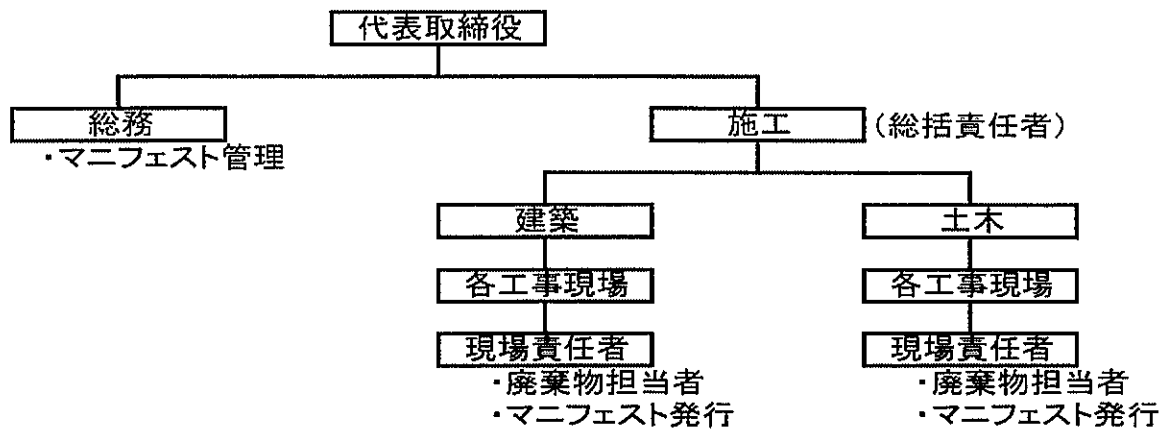 代表取締役
総務
施工 (総括責任者)
・マニフェスト管理
建築
土木
各工事現場
各工事現場
現場責任者
現場責任者
・廃棄物担当者
・廃棄物担当者
・マニフェスト発行
・マニフェスト発行